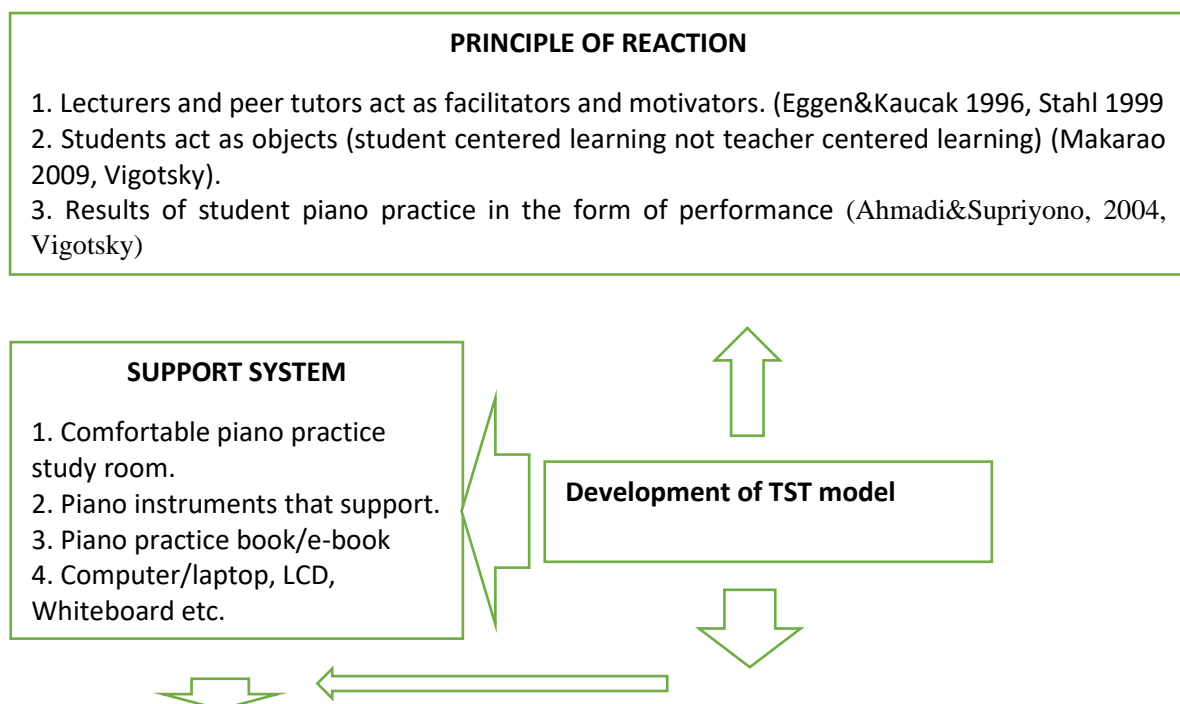 PRINCIPLE OF REACTION
1. Lecturers and peer tutors act as facilitators and motivators. (Eggen&Kaucak 1996, Stahl 1999
2. Students act as objects (student centered learning not teacher centered learning) (Makarao
2009, Vigotsky).
3. Results of student piano practice in the form of performance (Ahmadi&Supriyono, 2004,
Vigotsky)
SUPPORT SYSTEM
1. Comfortable piano practice
study room.
2. Piano instruments that support.
3. Piano practice book/e-book
4. Computer/laptop, LCD,
Whiteboard etc.
Development of TST model